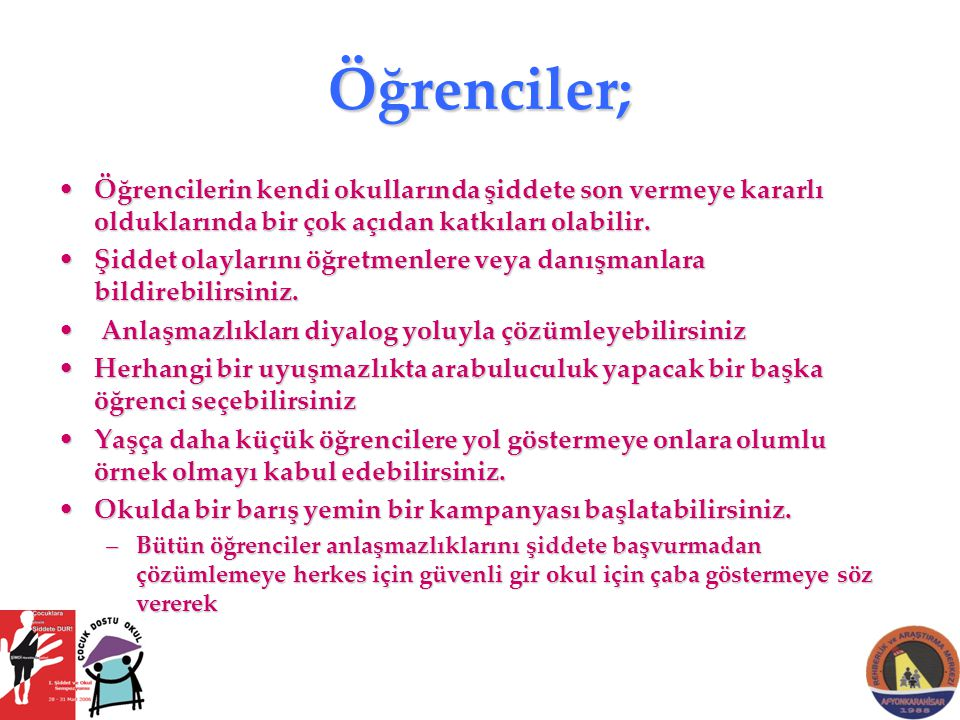 Öğrenciler;
• Öğrencilerin kendi okullarında şiddete son vermeye kararlı
olduklarında bir çok açıdan katkıları olabilir.
• Şiddet olaylarını öğretmenlere veya danışmanlara
bildirebilirsiniz.
• Anlaşmazlıkları diyalog yoluyla çözümleyebilirsiniz
• Herhangi bir uyuşmazlıkta arabuluculuk yapacak bir başka
öğrenci seçebilirsiniz
• Yaşça daha küçük öğrencilere yol göstermeye onlara olumlu
örnek olmayı kabul edebilirsiniz.
• Okulda bir barış yemin bir kampanyası başlatabilirsiniz.
– Bütün öğrenciler anlaşmazlıklarını şiddete başvurmadan
çözümlemeye herkes için güvenli gir okul için çaba göstermeye söz
vererek
Çocuklara
Şiddete DUR!
1. Şiddet ve Okul
Sempozyumu
28 - 31 Mart 2006
ÇOCUK DOSTU OKUL
REHBERLİK ve ARAŞTIRMA MERKEZİ
AFYONKARAHİSAR
1988